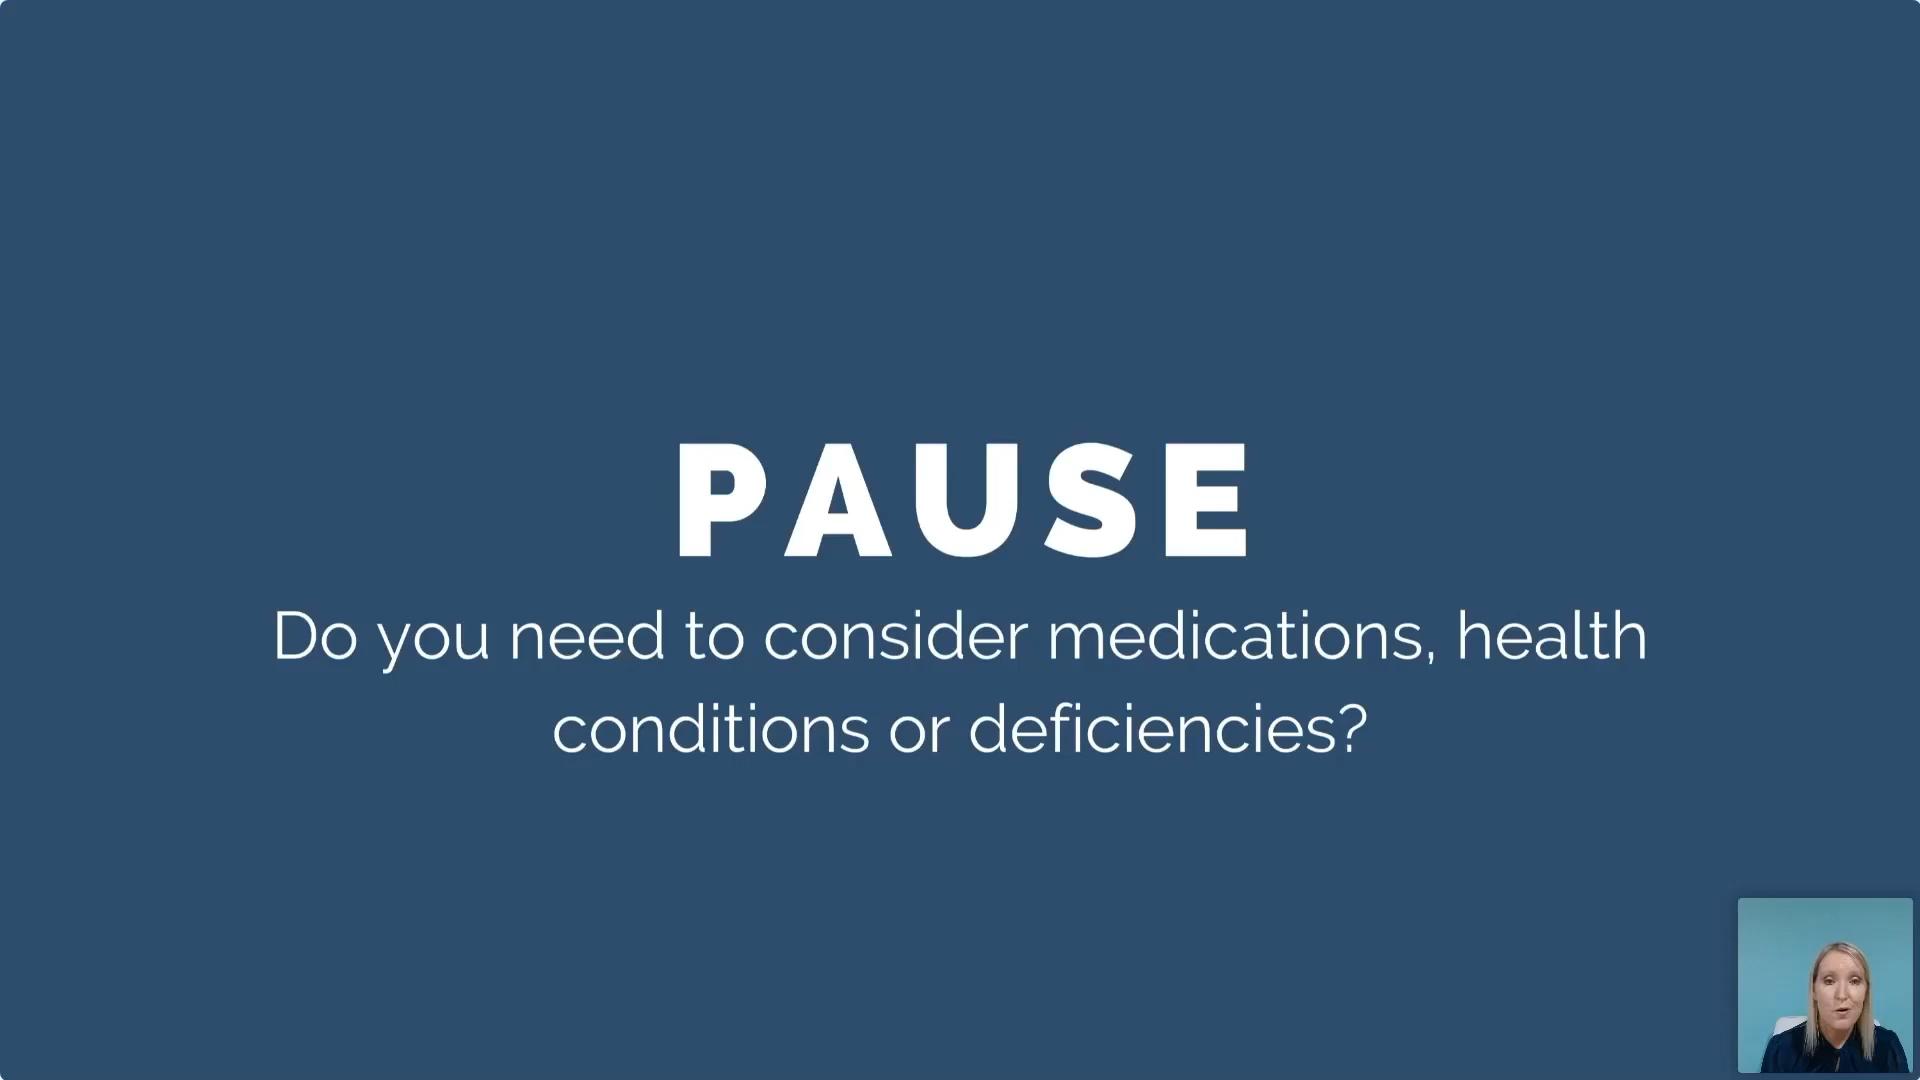 PAUSE
Do you need to consider medications, health
conditions or deficiencies?